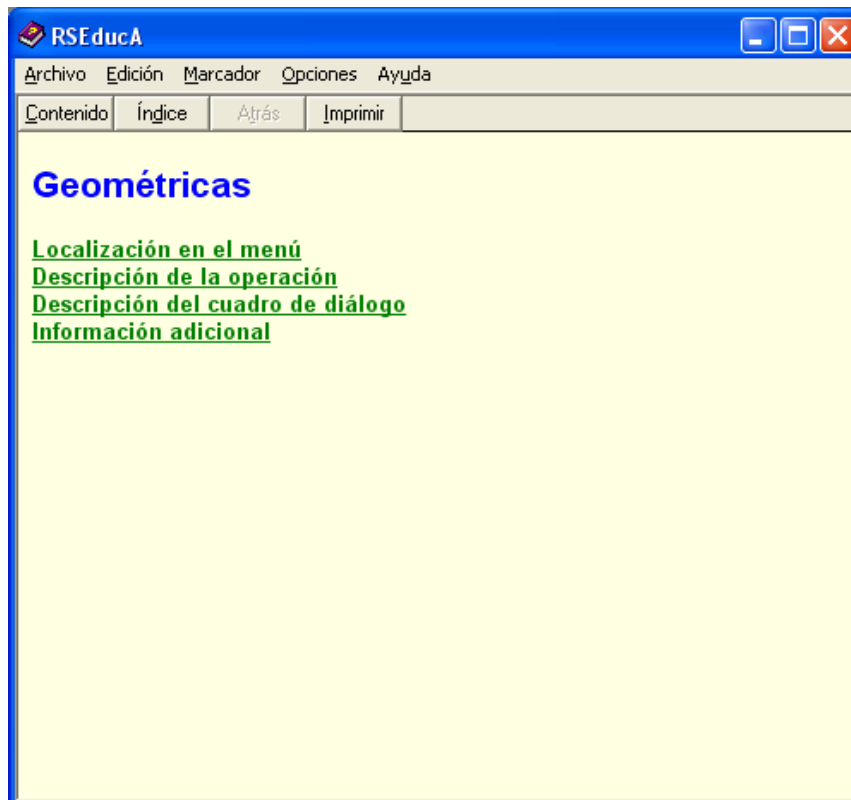 RSEducA
Archivo Edición Marcador Opciones Ayuda
Contenido Índice Atrás Imprimir
Geométricas
Localización en el menú
Descripción de la operación
Descripción del cuadro de diálogo
Información adicional